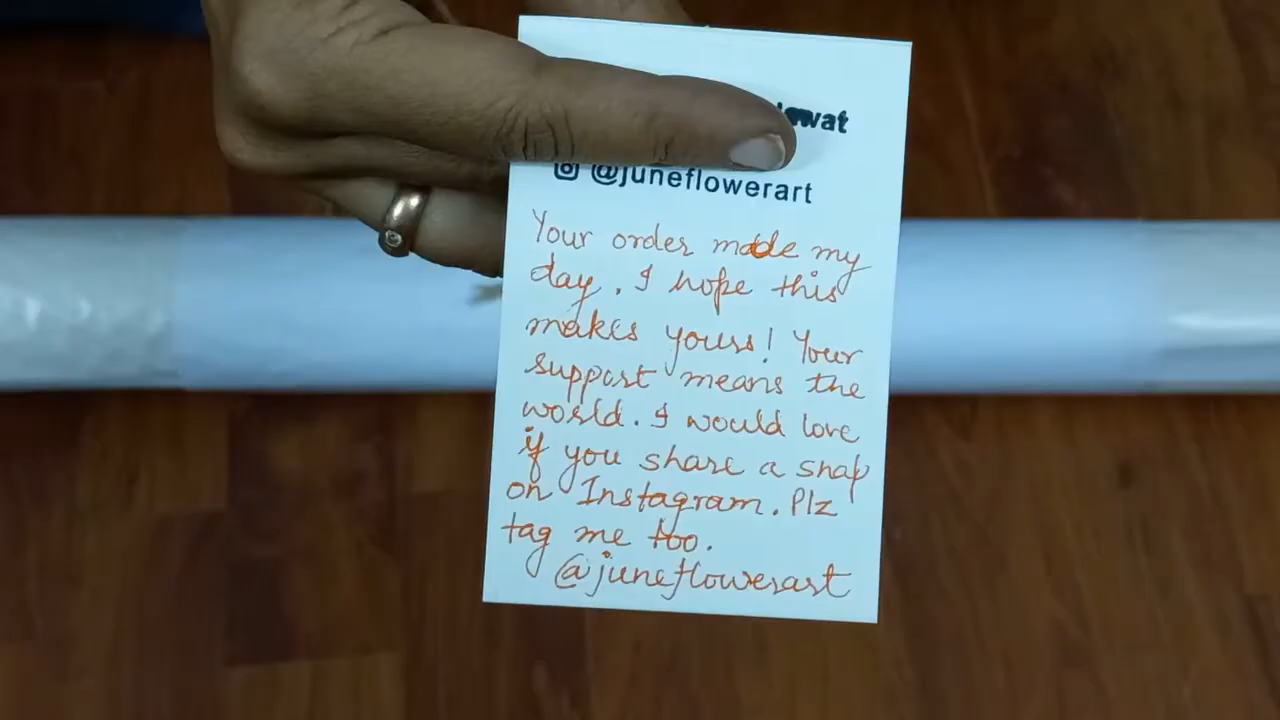 @juneflowerart
Your order made my
day. I hope this
makes yours! Your
support means the
world. I would love
if you share a snap
on Instagram. Plz
tag me too.
@juneflowerart